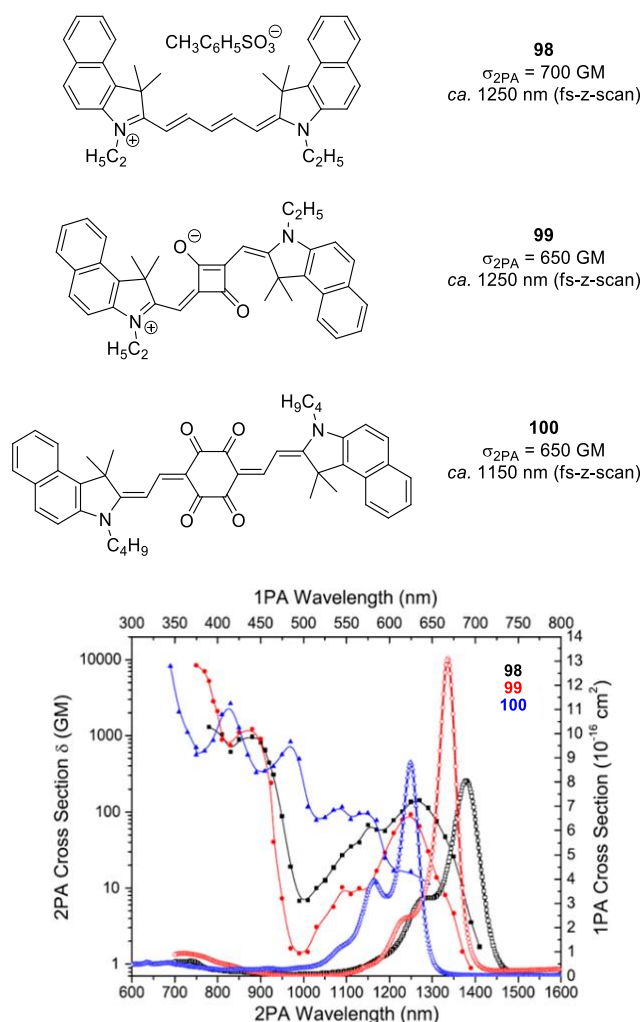 CH₃C₆H₅SO₃⊖
N
⊕
H₅C₂
N
C₂H₅
98
σ₂PA = 700 GM
ca. 1250 nm (fs-z-scan)
C₂H₅
N
O ⊖
O
N
⊕
H₅C₂
99
σ₂PA = 650 GM
ca. 1250 nm (fs-z-scan)
H₉C₄
N
O O
O O
N
C₄H₉
100
σ₂PA = 650 GM
ca. 1150 nm (fs-z-scan)
1PA Wavelength (nm)
300 350 400 450 500 550 600 650 700 750 800
2PA Cross Section δ (GM)
10000
1000
100
10
1
98
99
100
14
13
12
11
10
9
8
7
6
5
4
3
2
1
0
1PA Cross Section (10⁻¹⁶ cm²)
600 700 800 900 1000 1100 1200 1300 1400 1500 1600
2PA Wavelength (nm)